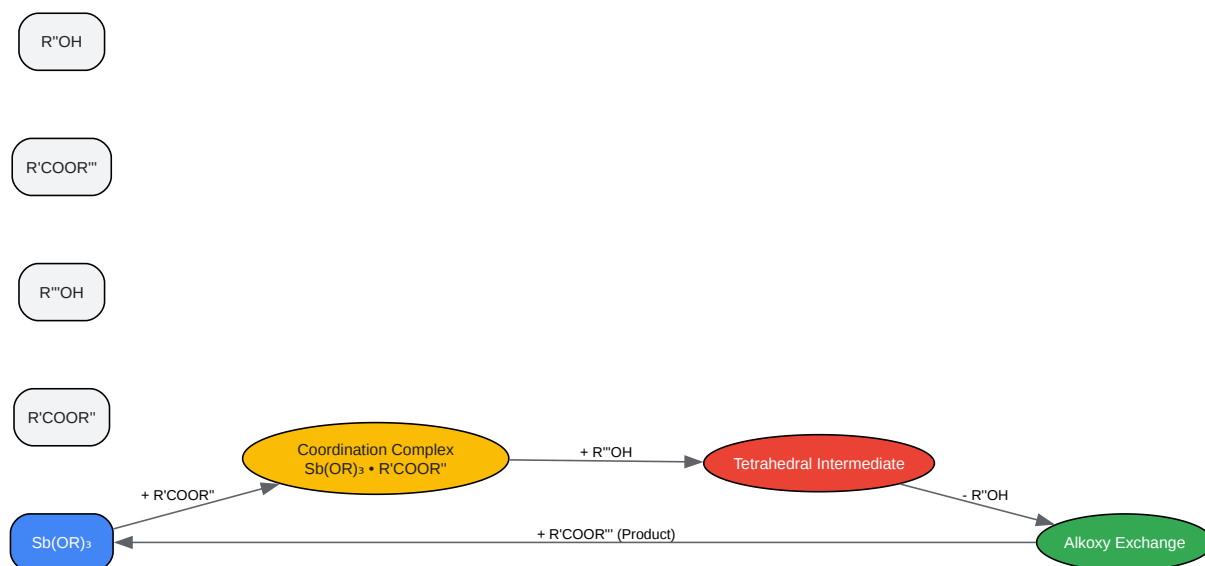 R''OH
R'COOR'''
R'''OH
R'COOR''
Coordination Complex
Sb(OR)₃ • R'COOR''
+ R'''OH
Tetrahedral Intermediate
+ R'COOR''
- R''OH
Sb(OR)₃
+ R'COOR''' (Product)
Alkoxy Exchange